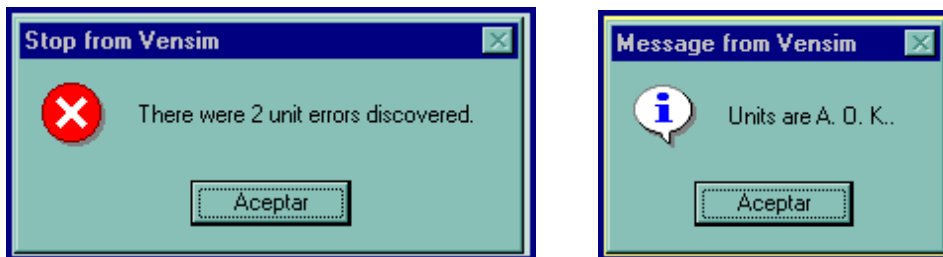 Stop from Vensim
There were 2 unit errors discovered.
Aceptar
Message from Vensim
Units are A. O. K..
Aceptar